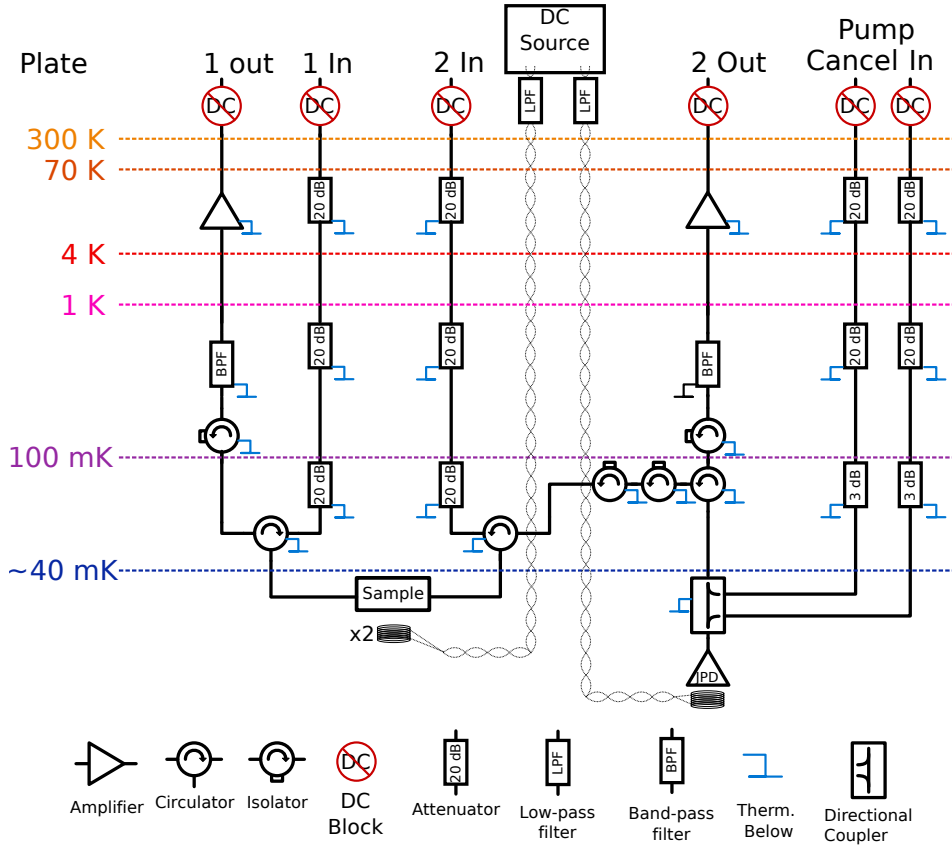 DC
Source
Pump
Plate
1 out
1 In
2 In
2 Out
Cancel In
DC
DC
DC
LPF
LPF
DC
DC
DC
300 K
70 K
20 dB
20 dB
20 dB
20 dB
4 K
1 K
20 dB
20 dB
20 dB
20 dB
BPF
BPF
100 mK
20 dB
20 dB
3 dB
3 dB
~40 mK
Sample
x2
JPD
DC
20 dB
LPF
BPF
Amplifier
Circulator
Isolator
DC
Block
Attenuator
Low-pass
filter
Band-pass
filter
Therm.
Below
Directional
Coupler